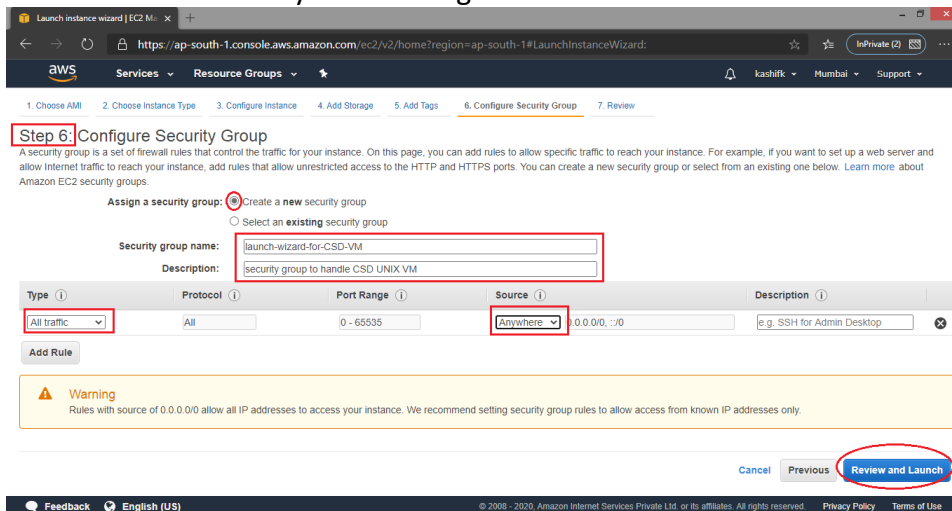 Launch instance wizard | EC2 Ma
https://ap-south-1.console.aws.amazon.com/ec2/v2/home?region=ap-south-1#LaunchInstanceWizard:
InPrivate (2)
aws Services Resource Groups kashifk Mumbai Support
1. Choose AMI 2. Choose Instance Type 3. Configure Instance 4. Add Storage 5. Add Tags 6. Configure Security Group 7. Review
Step 6: Configure Security Group
A security group is a set of firewall rules that control the traffic for your instance. On this page, you can add rules to allow specific traffic to reach your instance. For example, if you want to set up a web server and
allow Internet traffic to reach your instance, add rules that allow unrestricted access to the HTTP and HTTPS ports. You can create a new security group or select from an existing one below. Learn more about
Amazon EC2 security groups.
Assign a security group: Create a new security group
Select an existing security group
Security group name: launch-wizard-for-CSD-VM
Description: security group to handle CSD UNIX VM
Type Protocol Port Range Source Description
All traffic All 0 - 65535 Anywhere 0.0.0.0/0, ::/0 e.g. SSH for Admin Desktop
Add Rule
Warning
Rules with source of 0.0.0.0/0 allow all IP addresses to access your instance. We recommend setting security group rules to allow access from known IP addresses only.
Cancel Previous Review and Launch
Feedback English (US) © 2008 - 2020, Amazon Internet Services Private Ltd. or its affiliates. All rights reserved. Privacy Policy Terms of Use